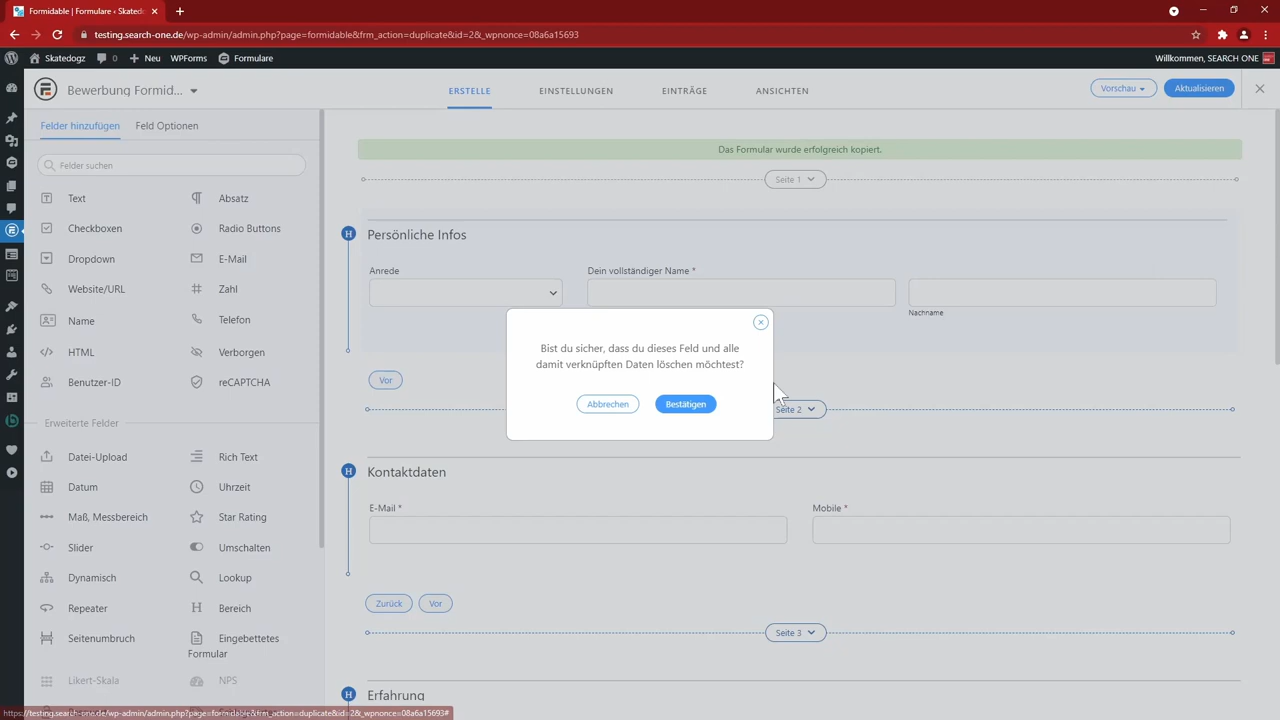 Formidable | Formulare ‹ Skatedo
testing.search-one.de/wp-admin/admin.php?page=formidable&frm_action=duplicate&id=2&_wpnonce=08a6a15693
Skatedogz
0
Neu
WPForms
Formulare
Willkommen, SEARCH ONE
Bewerbung Formid...
ERSTELLE
EINSTELLUNGEN
EINTRÄGE
ANSICHTEN
Vorschau
Aktualisieren
Felder hinzufügen
Feld Optionen
Felder suchen
Text
Absatz
Checkboxen
Radio Buttons
Dropdown
E-Mail
Website/URL
Zahl
Name
Telefon
HTML
Verborgen
Benutzer-ID
reCAPTCHA
Erweiterte Felder
Datei-Upload
Rich Text
Datum
Uhrzeit
Maß, Messbereich
Star Rating
Slider
Umschalten
Dynamisch
Lookup
Repeater
H Bereich
Seitenumbruch
Eingebettetes
Formular
Likert-Skala
NPS
Das Formular wurde erfolgreich kopiert.
Seite 1
H
Persönliche Infos
Anrede
Dein vollständiger Name *
Nachname
Bist du sicher, dass du dieses Feld und alle
damit verknüpften Daten löschen möchtest?
Abbrechen
Bestätigen
Vor
Seite 2
H
Kontaktdaten
E-Mail *
Mobile *
Zurück
Vor
Seite 3
H
Erfahrung
https://testing.search-one.de/wp-admin/admin.php?page=formidable&frm_action=duplicate&id=2&_wpnonce=08a6a15693#